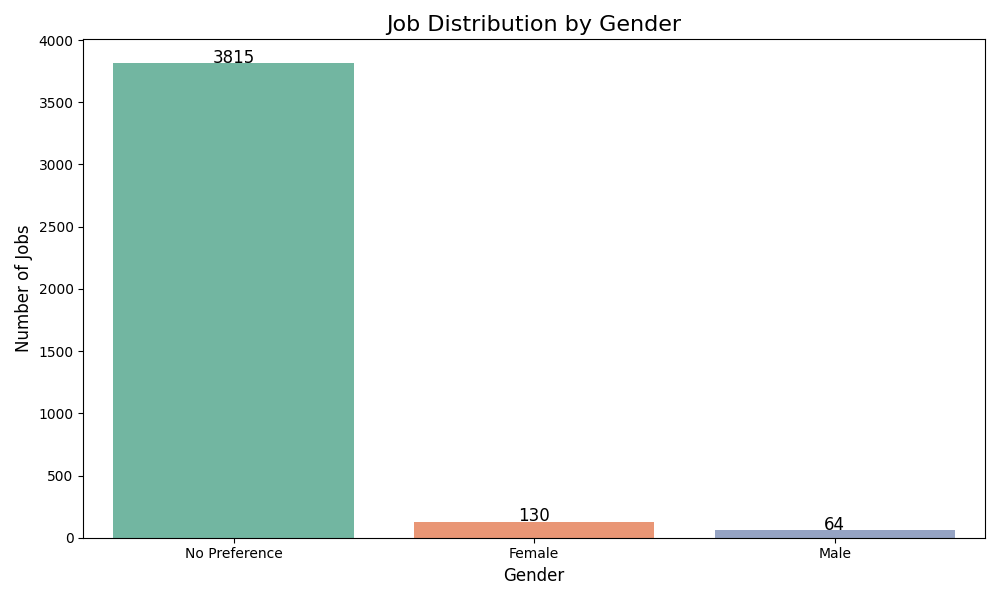 Job Distribution by Gender
Number of Jobs
4000
3500
3000
2500
2000
1500
1000
500
0
3815
130
64
No Preference
Female
Male
Gender